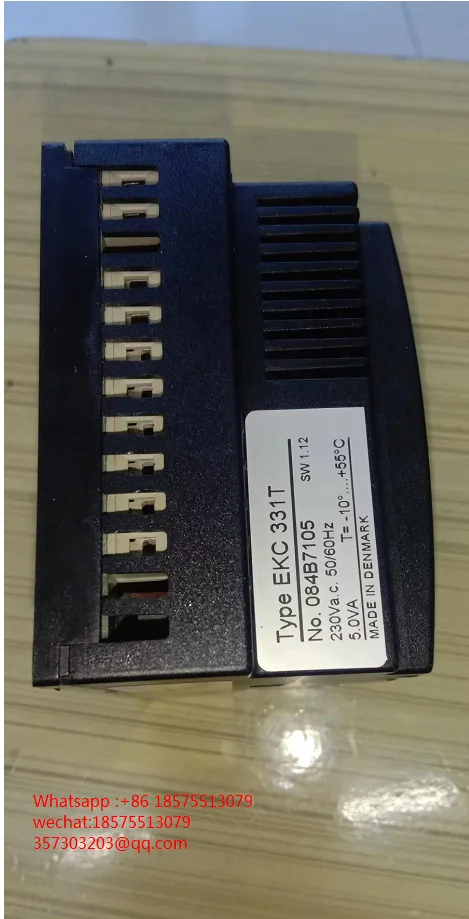 Type EKC 331T
No. 084B7105 SW 1.12
230Va.c. 50/60Hz
5.0VA T= -10°....+55°C
MADE IN DENMARK
Whatsapp :+86 18575513079
wechat:18575513079
357303203@qq.com